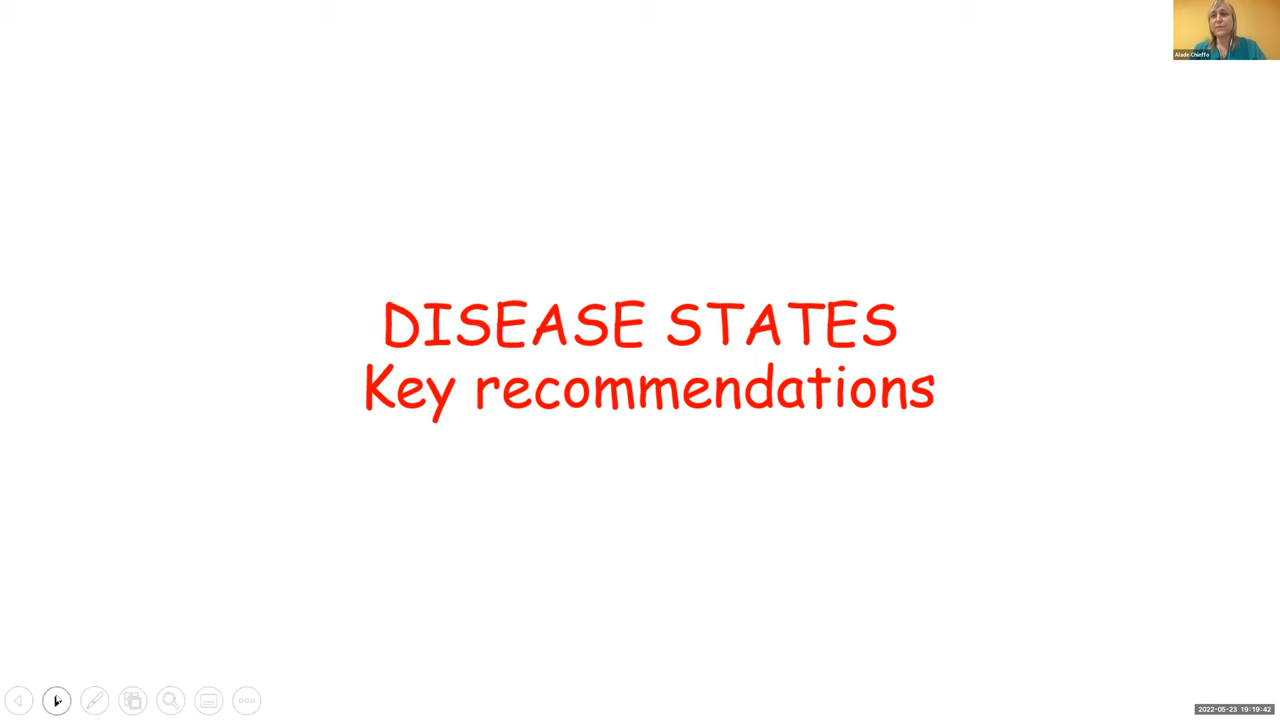 Alade Chieffo
DISEASE STATES
Key recommendations
2022-05-23 19:19:42